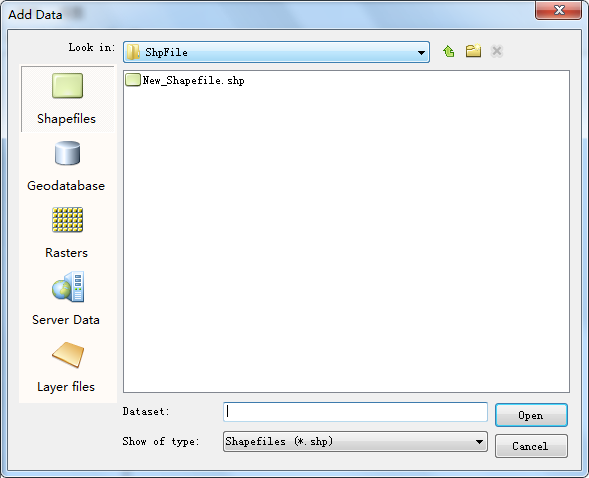 Add Data
Look in:
ShpFile
Shapefiles
Geodatabase
Rasters
Server Data
Layer files
New_Shapefile.shp
Dataset:
Open
Show of type:
Shapefiles (*.shp)
Cancel